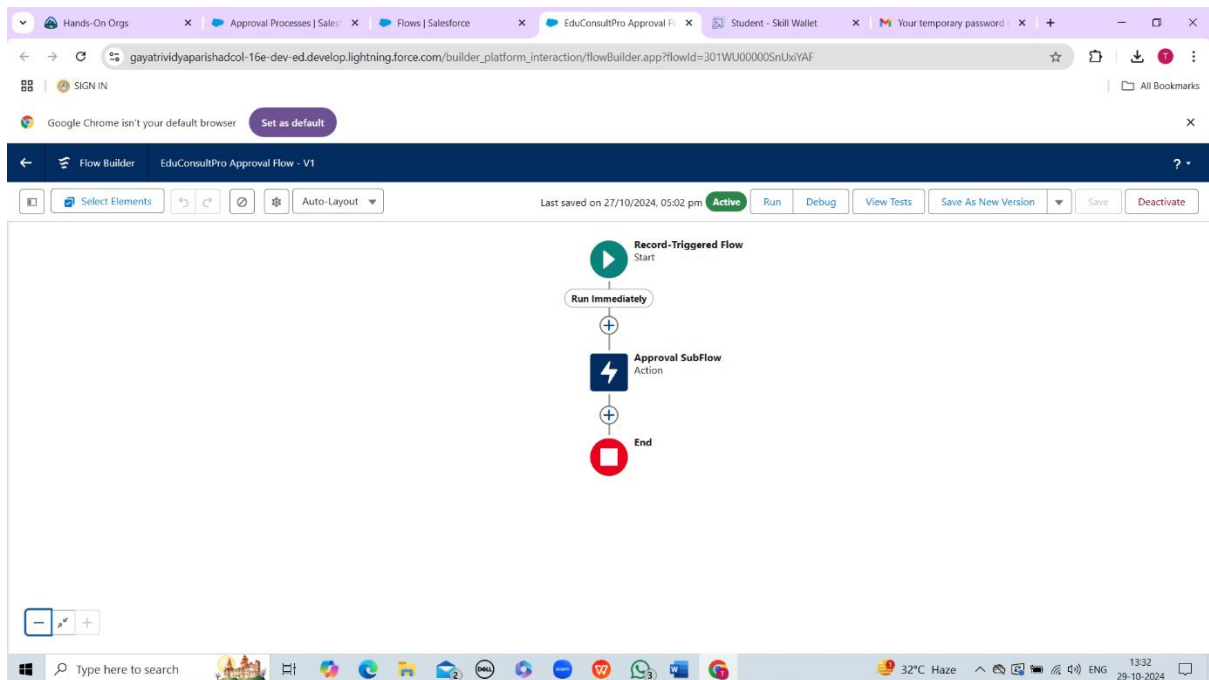 Hands-On Orgs
Approval Processes | Sales
Flows | Salesforce
EduConsultPro Approval Fl
Student - Skill Wallet
Your temporary password
gayatrividyaparishadcol-16e-dev-ed.develop.lightning.force.com/builder_platform_interaction/flowBuilder.app?flowId=301WU00000SnUxiYAF
T
SIGN IN
All Bookmarks
Google Chrome isn't your default browser
Set as default
Flow Builder
EduConsultPro Approval Flow - V1
?
Select Elements
Auto-Layout
Last saved on 27/10/2024, 05:02 pm
Active
Run
Debug
View Tests
Save As New Version
Save
Deactivate
Record-Triggered Flow
Start
Run Immediately
Approval SubFlow
Action
End
Type here to search
DELL
zoom
32°C Haze
ENG
13:32
29-10-2024